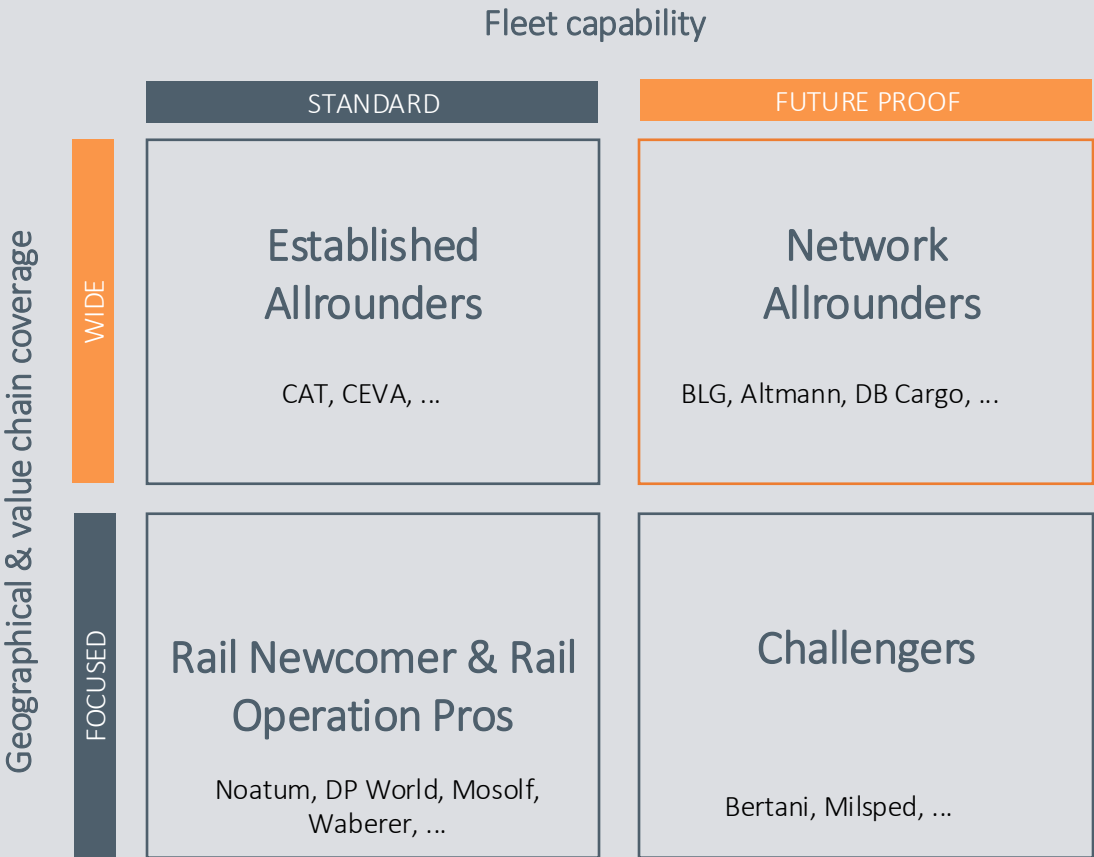 Fleet capability
STANDARD
FUTURE PROOF
Geographical & value chain coverage
WIDE
Established
Allrounders
CAT, CEVA, ...
Network
Allrounders
BLG, Altmann, DB Cargo, ...
FOCUSED
Rail Newcomer & Rail
Operation Pros
Noatum, DP World, Mosolf,
Waberer, ...
Challengers
Bertani, Milsped, ...